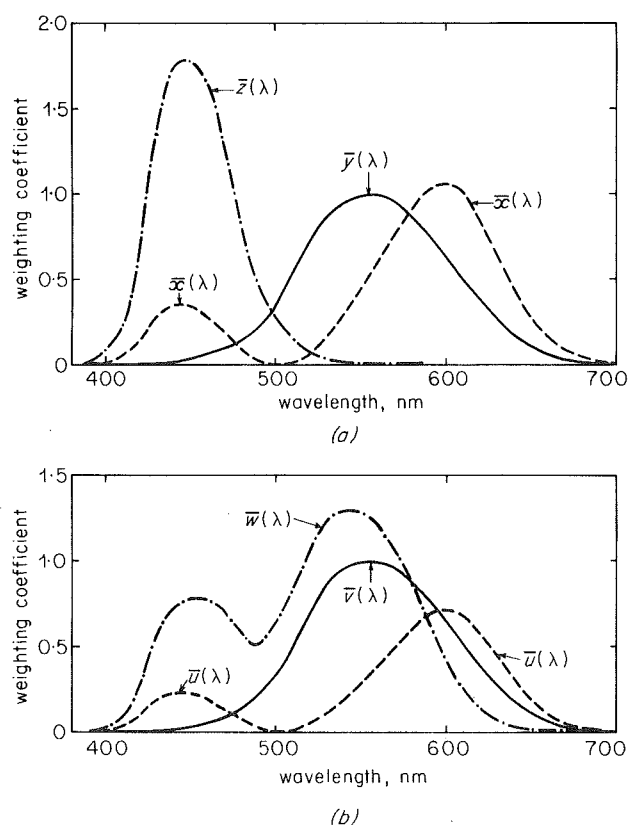 weighting coefficient
2·0
1·5
1·0
0·5
0
z̄(λ)
ȳ(λ)
x̄(λ)
x̄(λ)
400 500 600 700
wavelength, nm
(a)
weighting coefficient
1·5
1·0
0·5
0
w̄(λ)
v̄(λ)
ū(λ)
ū(λ)
400 500 600 700
wavelength, nm
(b)